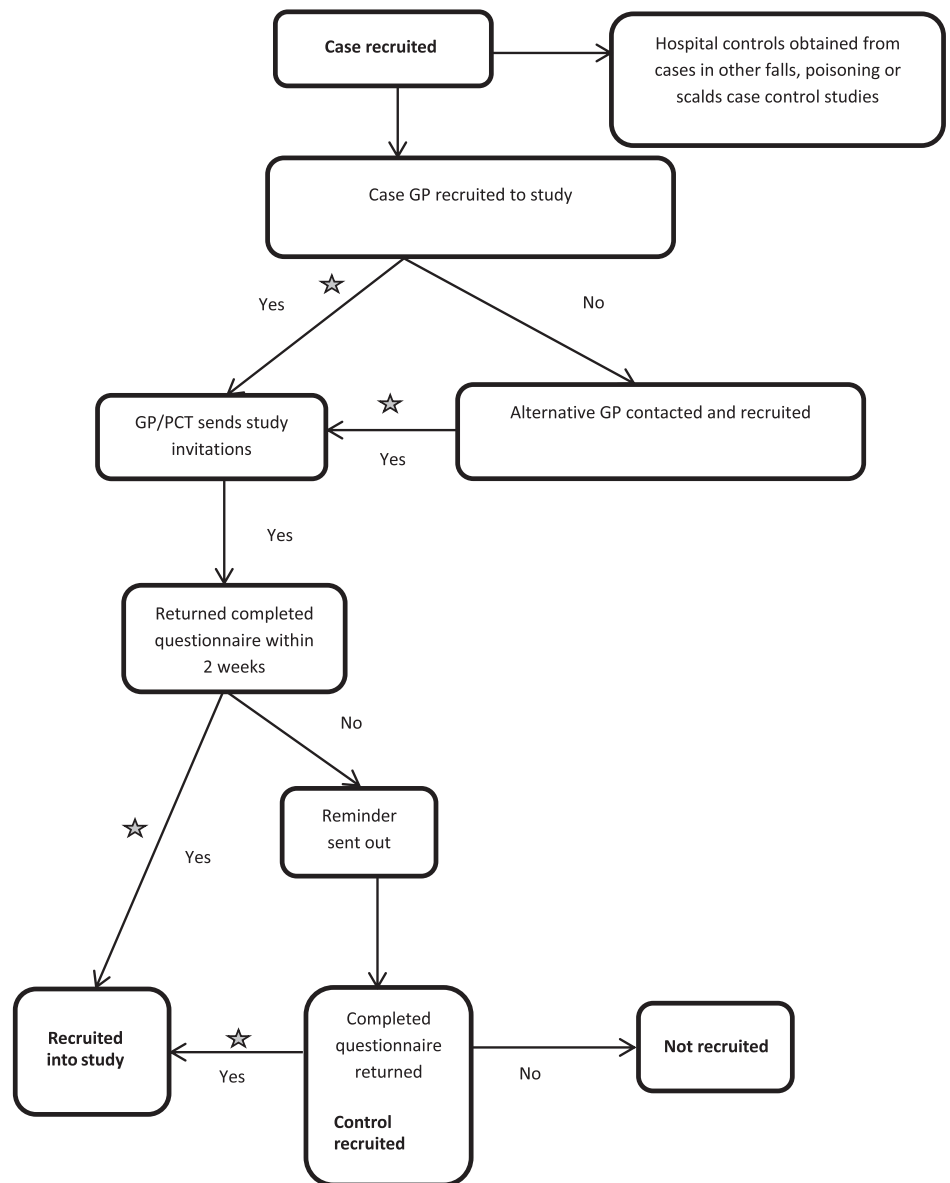 Case recruited
Hospital controls obtained from
cases in other falls, poisoning or
scalds case control studies
Case GP recruited to study
Yes
No
GP/PCT sends study
invitations
Yes
Alternative GP contacted and recruited
Yes
Returned completed
questionnaire within
2 weeks
No
Yes
Reminder
sent out
Recruited
into study
Yes
Completed
questionnaire
returned
Control
recruited
No
Not recruited